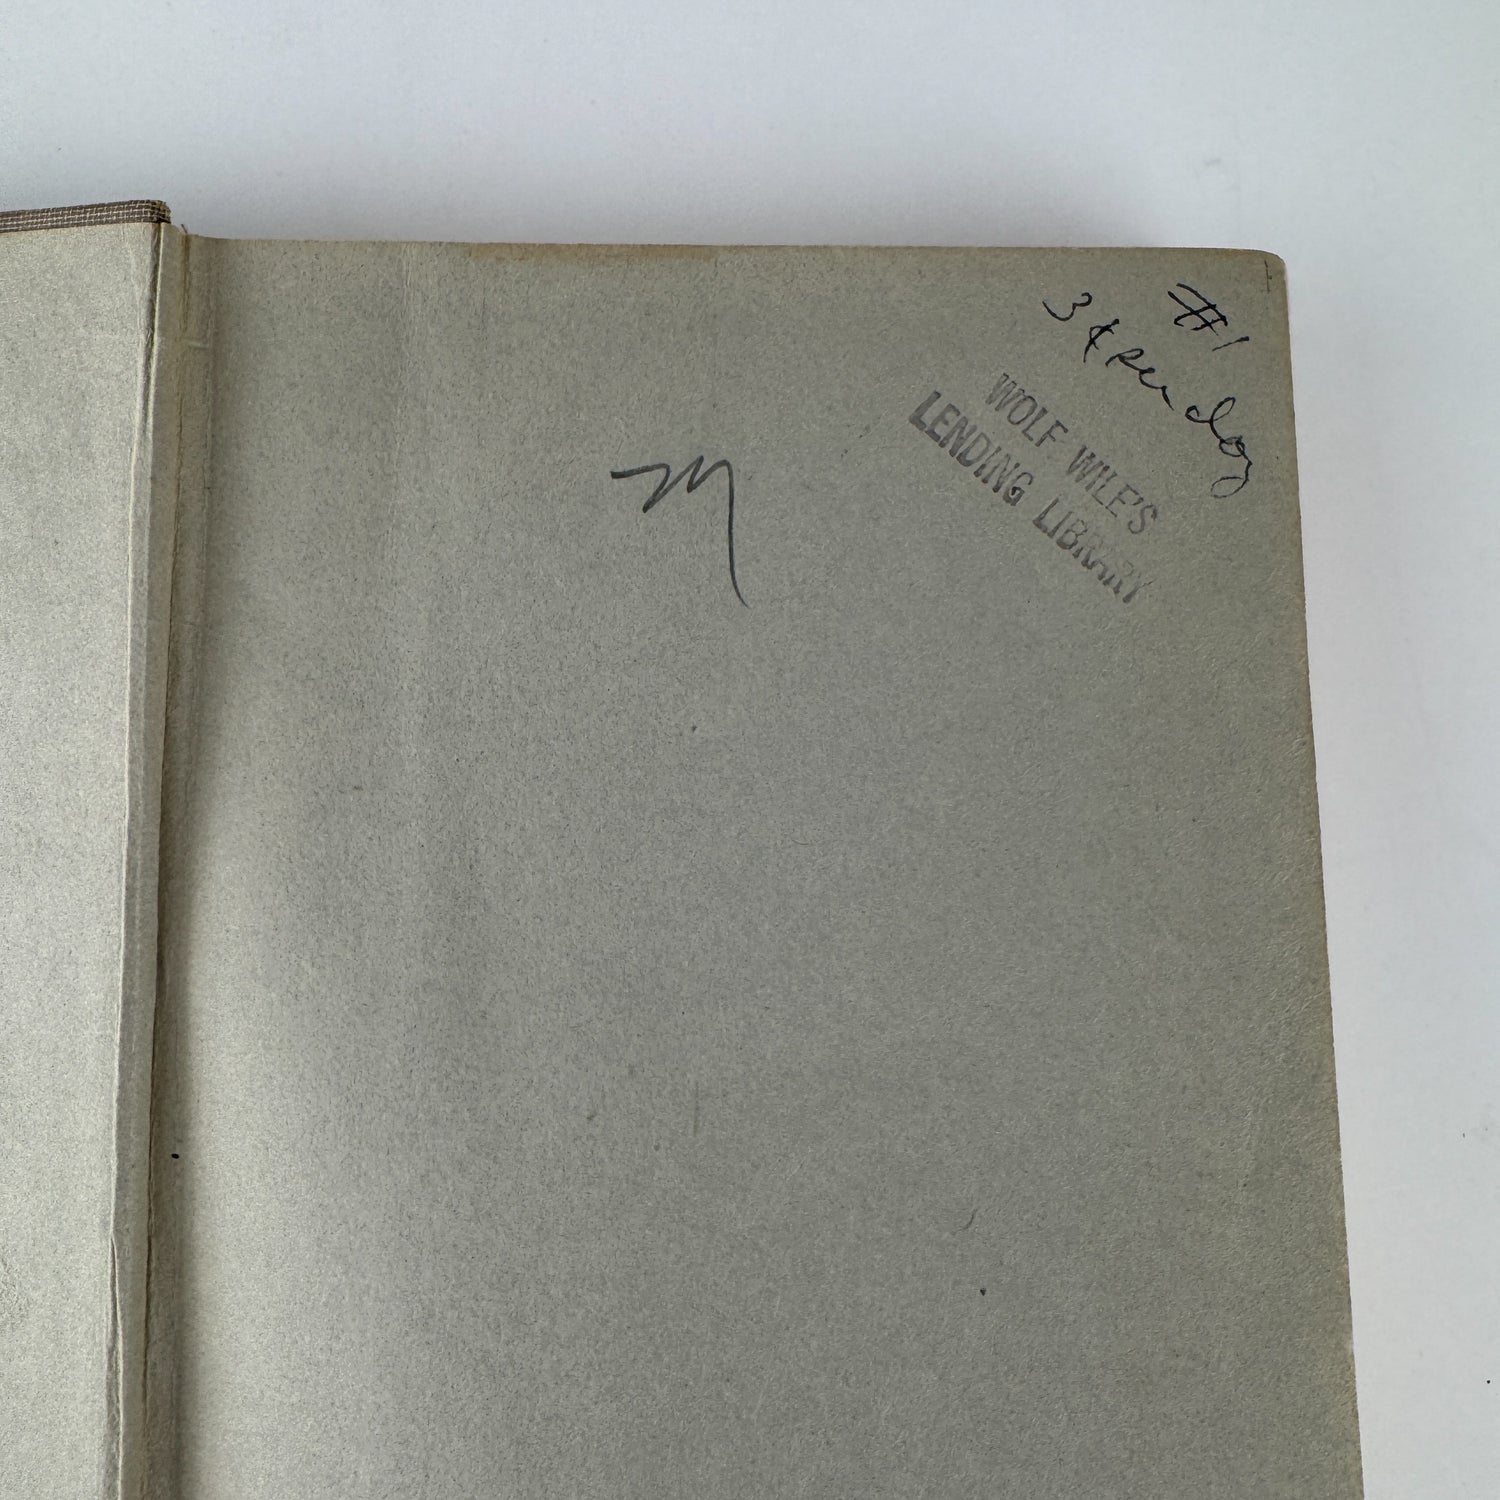 #1
3¢ per day
WOLF WILE'S
LENDING LIBRARY
M